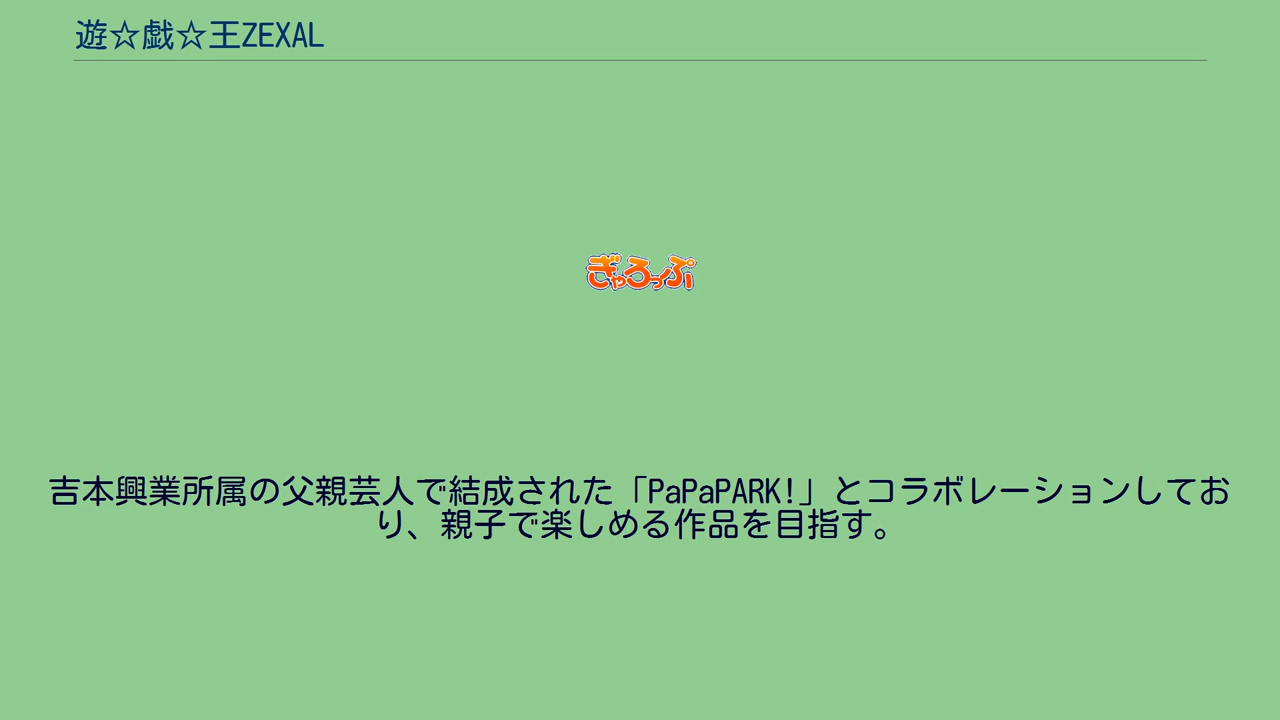 遊☆戯☆王ZEXAL
ぎゃろっぷ
吉本興業所属の父親芸人で結成された「PaPaPARK!」とコラボレーションしてお
り、親子で楽しめる作品を目指す。